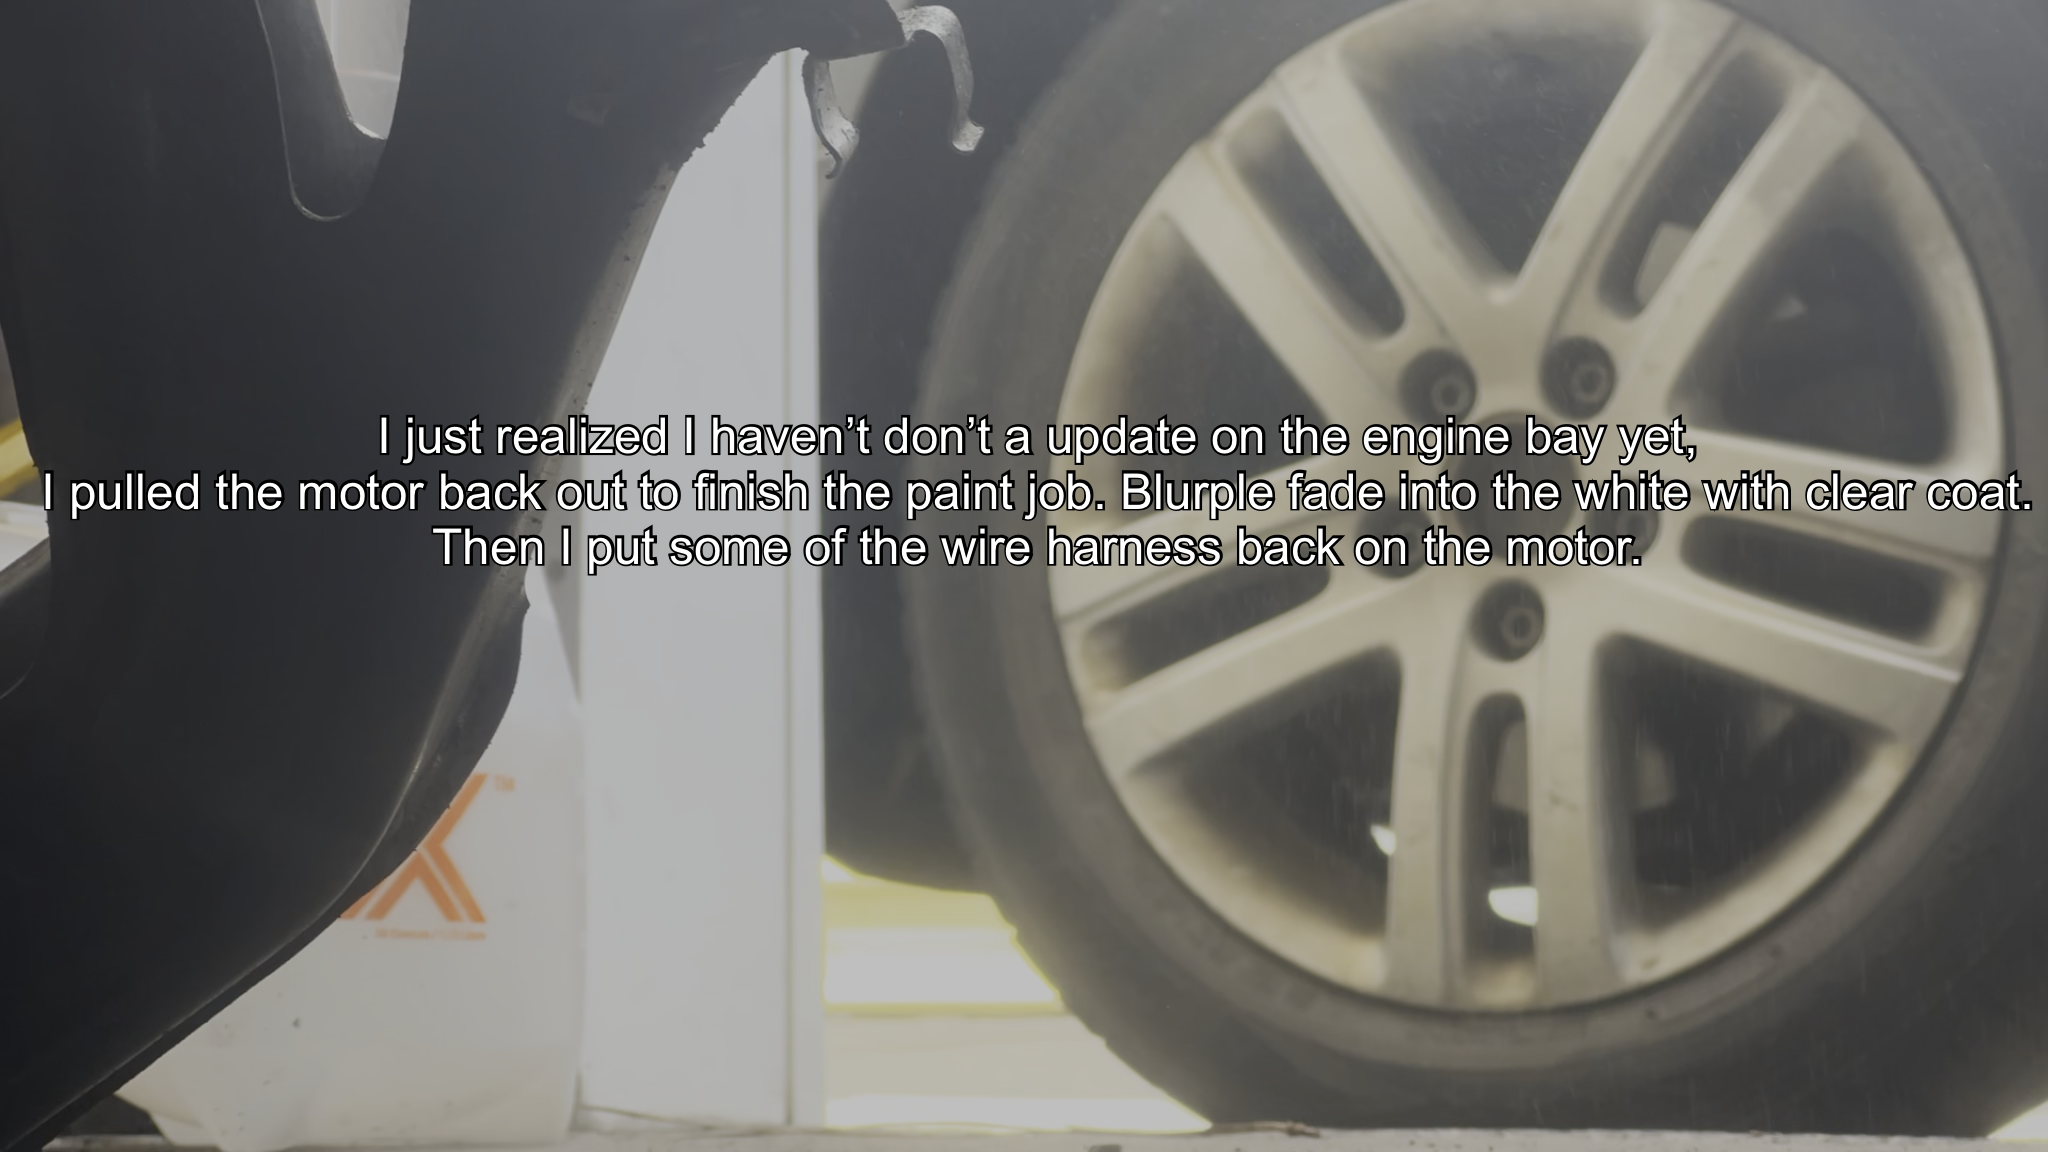 I just realized I haven’t don’t a update on the engine bay yet,
I pulled the motor back out to finish the paint job. Blurple fade into the white with clear coat.
Then I put some of the wire harness back on the motor.
X™